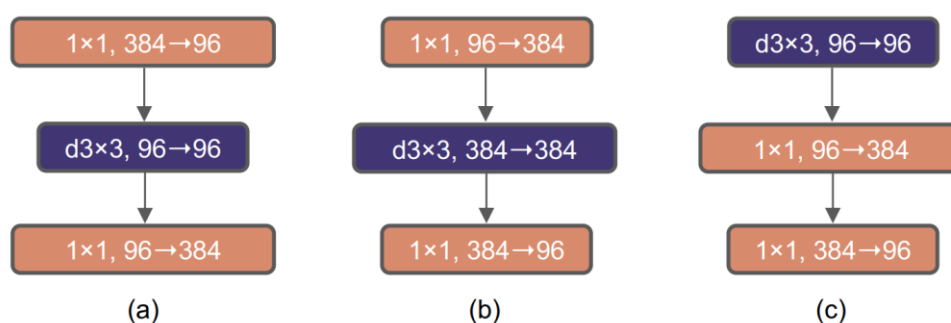 1×1, 384→96
d3×3, 96→96
1×1, 96→384
(a)
1×1, 96→384
d3×3, 384→384
1×1, 384→96
(b)
d3×3, 96→96
1×1, 96→384
1×1, 384→96
(c)